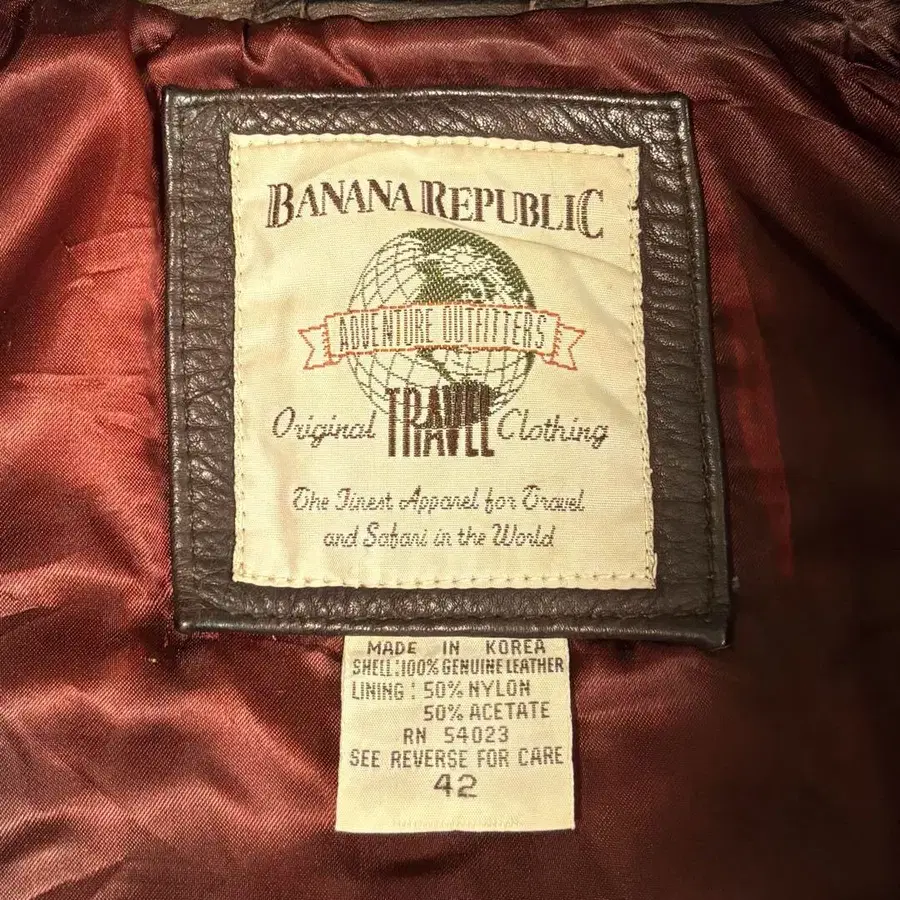 BANANA REPUBLIC
ADVENTURE OUTFITTERS
Original TRAVEL Clothing
The Finest Apparel for Travel
and Safari in the World
MADE IN KOREA
SHELL:100% GENUINE LEATHER
LINING: 50% NYLON
50% ACETATE
RN 54023
SEE REVERSE FOR CARE
42